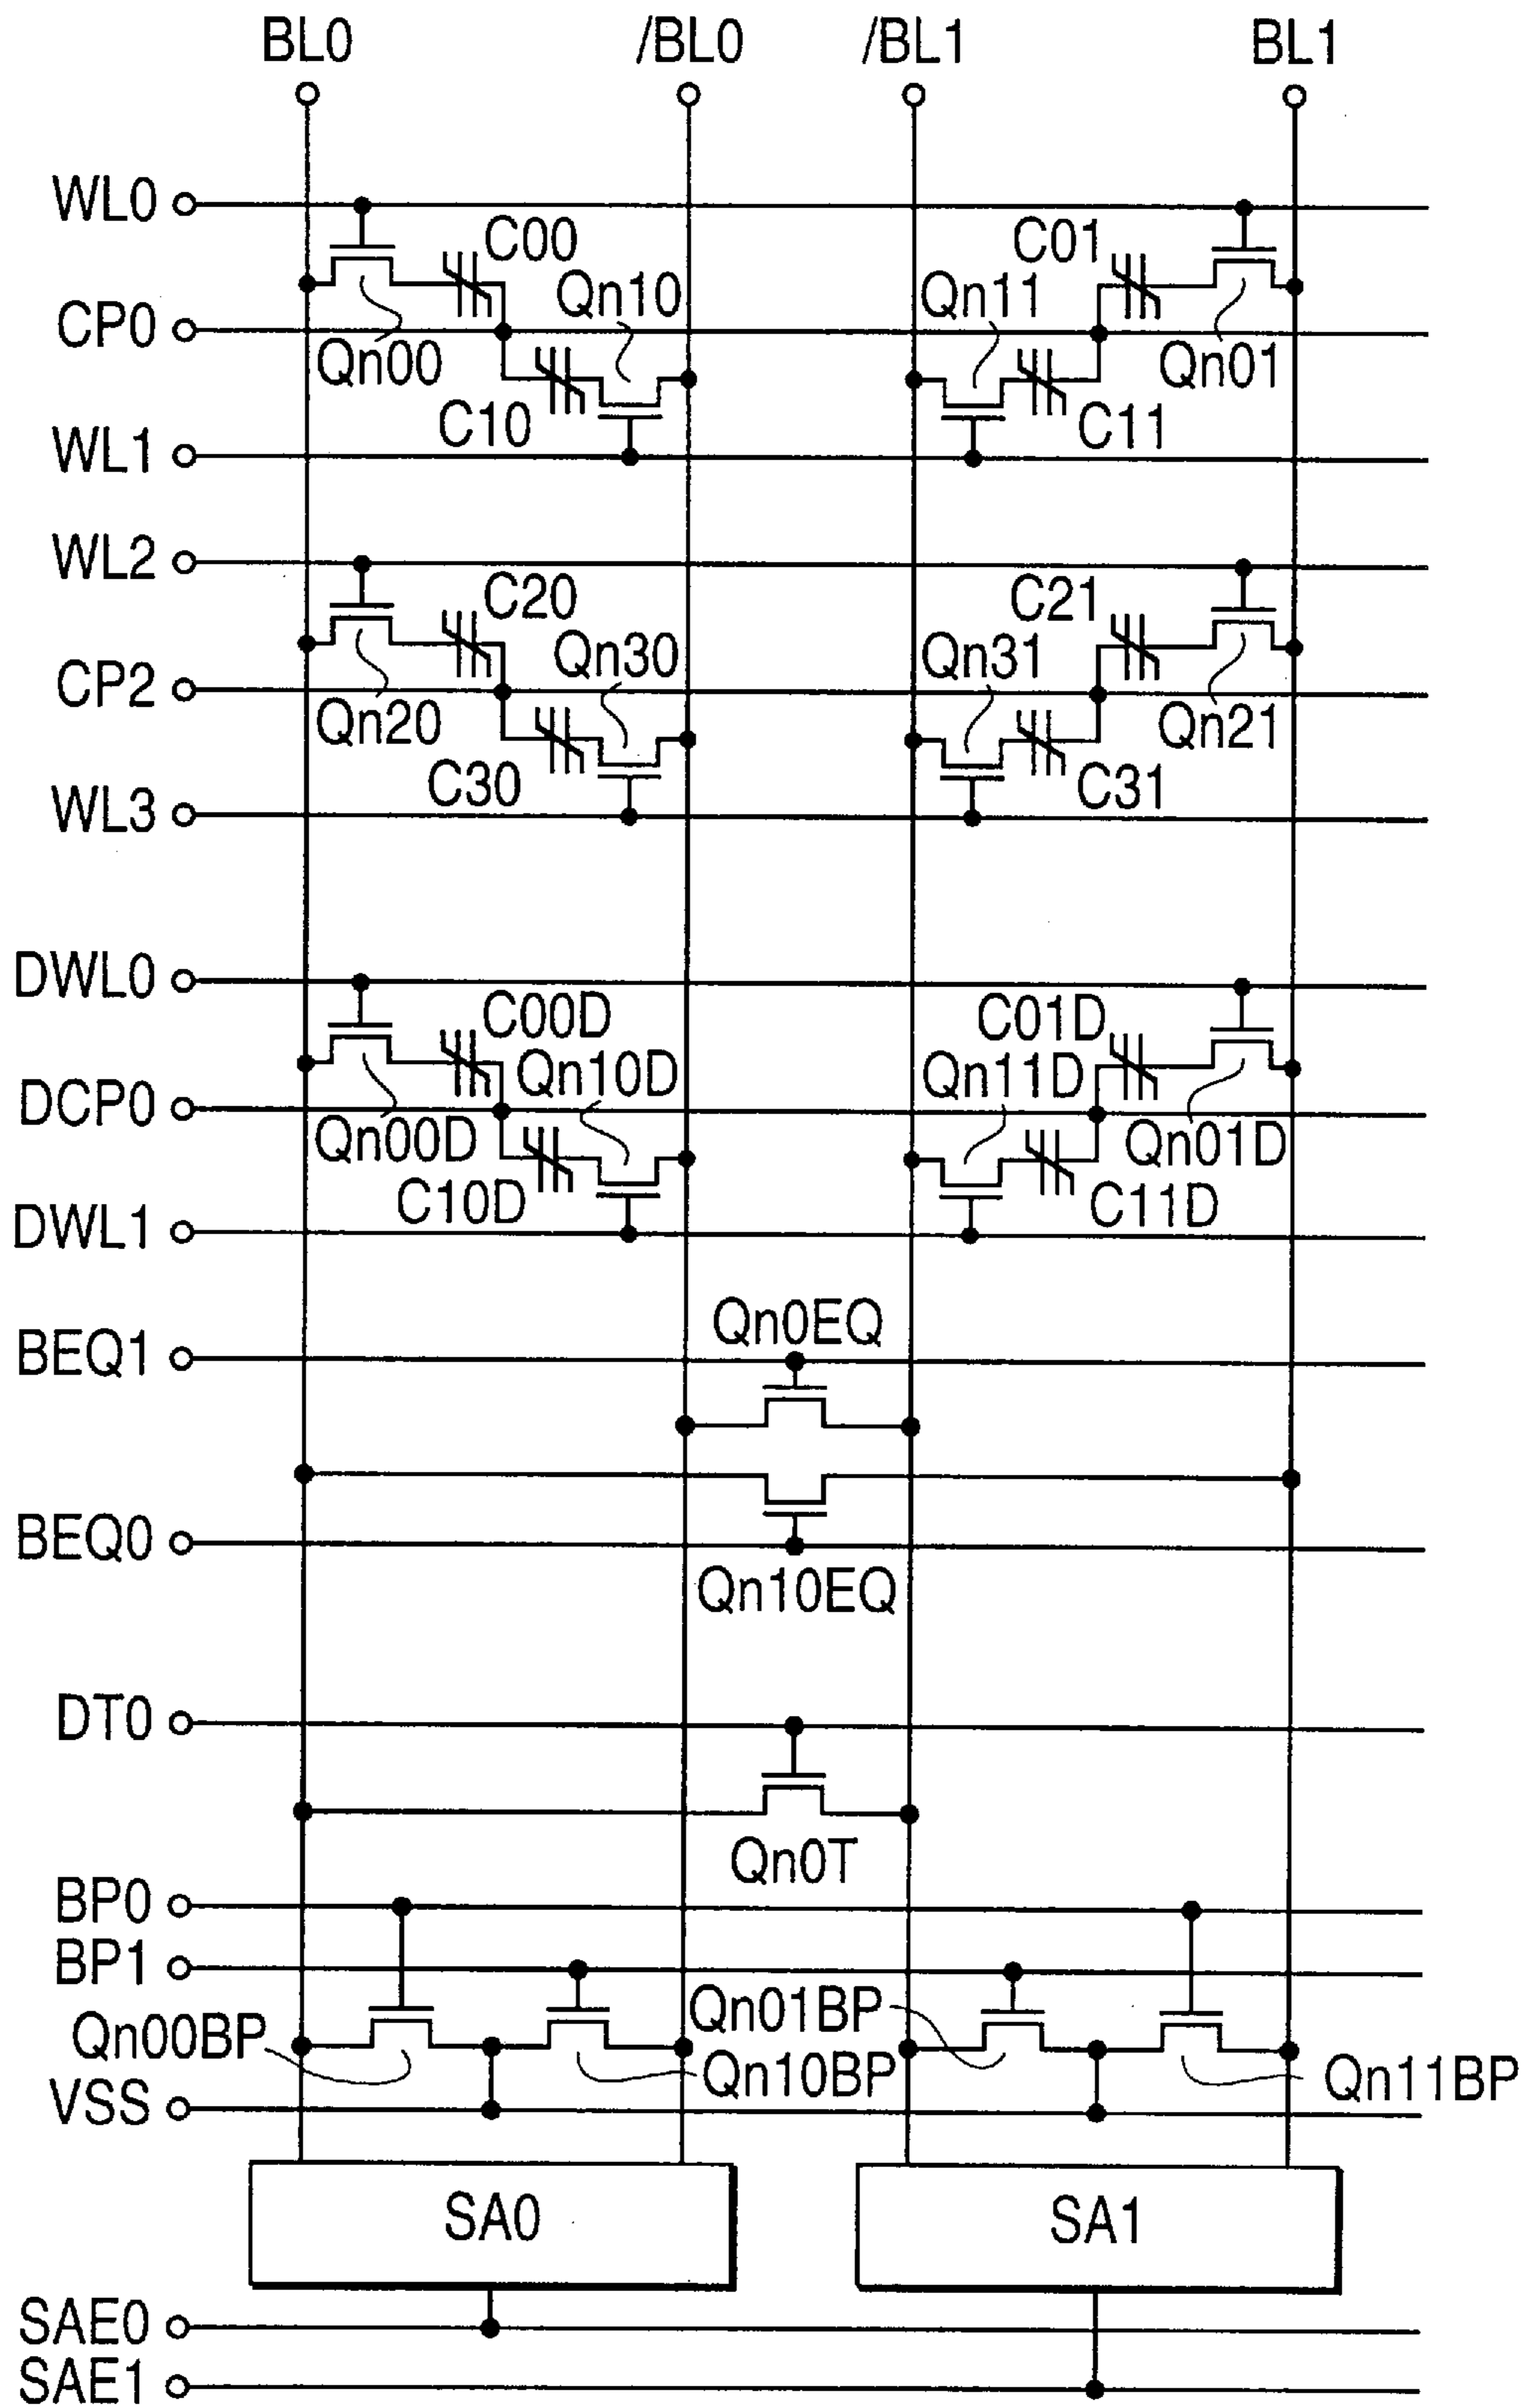 BL0 /BL0 /BL1 BL1
WL0
C00 C01
Qn10 Qn11
CP0
Qn00 Qn01
C10 C11
WL1
WL2
C20 C21
Qn30 Qn31
CP2
Qn20 Qn21
C30 C31
WL3
DWL0
C00D C01D
Qn10D Qn11D
DCP0
Qn00D Qn01D
C10D C11D
DWL1
Qn0EQ
BEQ1
BEQ0
Qn10EQ
DT0
Qn0T
BP0
BP1
Qn00BP Qn01BP
Qn10BP Qn11BP
VSS
SA0 SA1
SAE0
SAE1